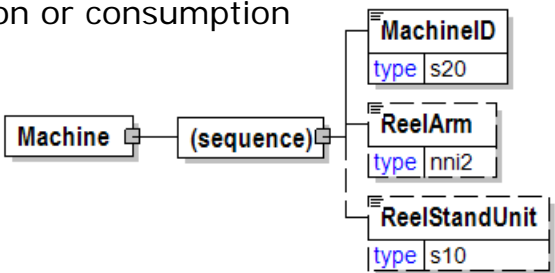 on or consumption
MachineID
type s20
ReelArm
type nni2
Machine
(sequence)
ReelStandUnit
type s10